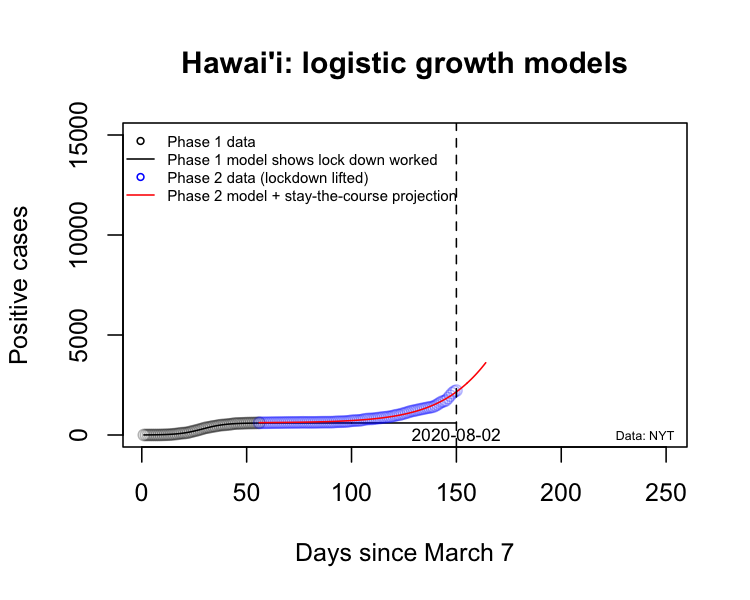 Hawai'i: logistic growth models
Phase 1 data
Phase 1 model shows lock down worked
Phase 2 data (lockdown lifted)
Phase 2 model + stay-the-course projection
15000
10000
5000
0
Positive cases
2020-08-02
Data: NYT
0 50 100 150 200 250
Days since March 7